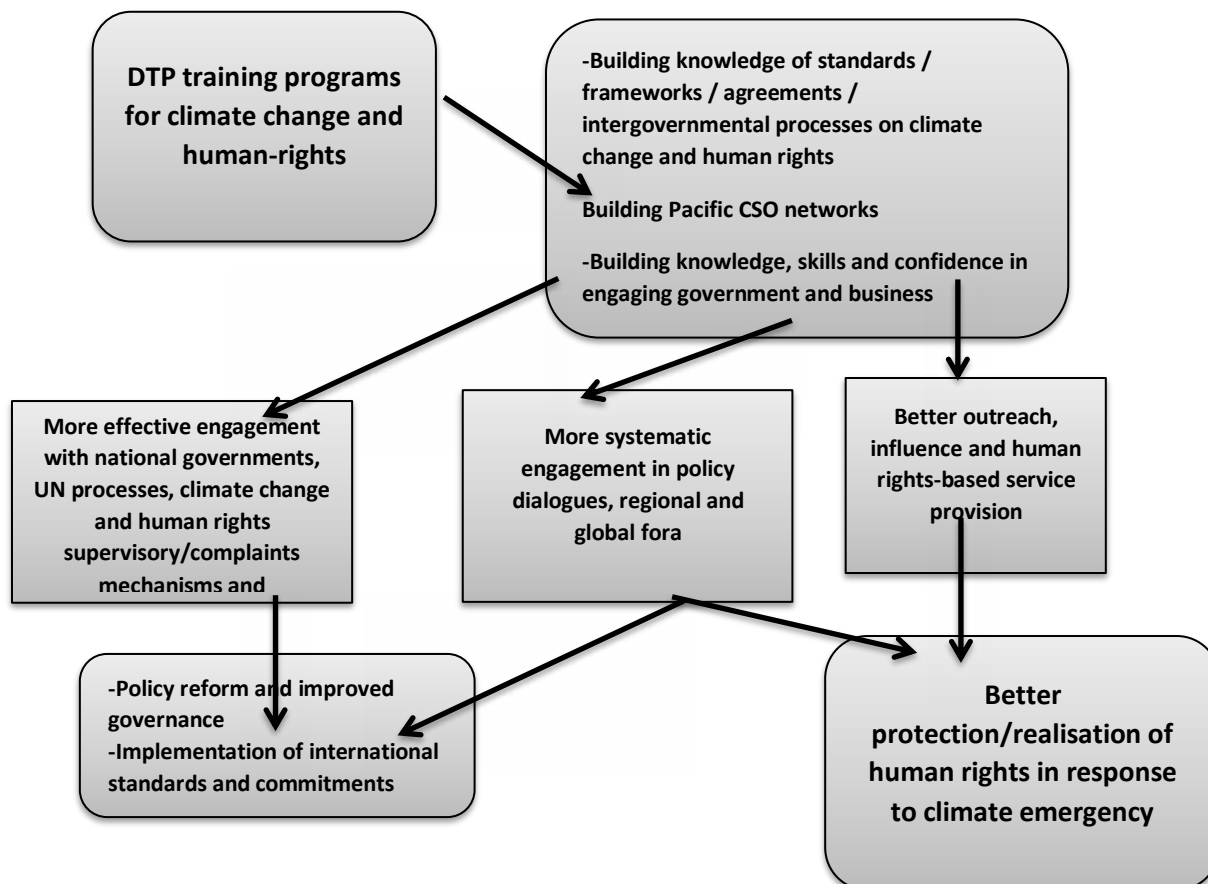 DTP training programs
for climate change and
human-rights
-Building knowledge of standards /
frameworks / agreements /
intergovernmental processes on climate
change and human rights
Building Pacific CSO networks
-Building knowledge, skills and confidence in
engaging government and business
More effective engagement
with national governments,
UN processes, climate change
and human rights
supervisory/complaints
mechanisms and
More systematic
engagement in policy
dialogues, regional and
global fora
Better outreach,
influence and human
rights-based service
provision
-Policy reform and improved
governance
-Implementation of international
standards and commitments
Better
protection/realisation of
human rights in response
to climate emergency